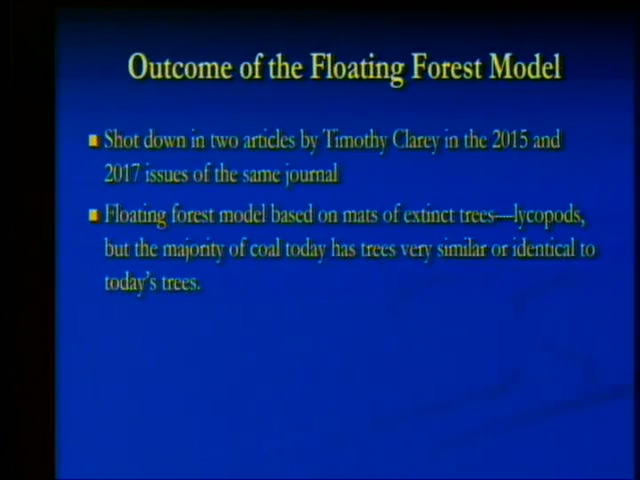 Outcome of the Floating Forest Model
Shot down in two articles by Timothy Clarey in the 2015 and
2017 issues of the same journal
Floating forest model based on mats of extinct trees—lycopods,
but the majority of coal today has trees very similar or identical to
today's trees.